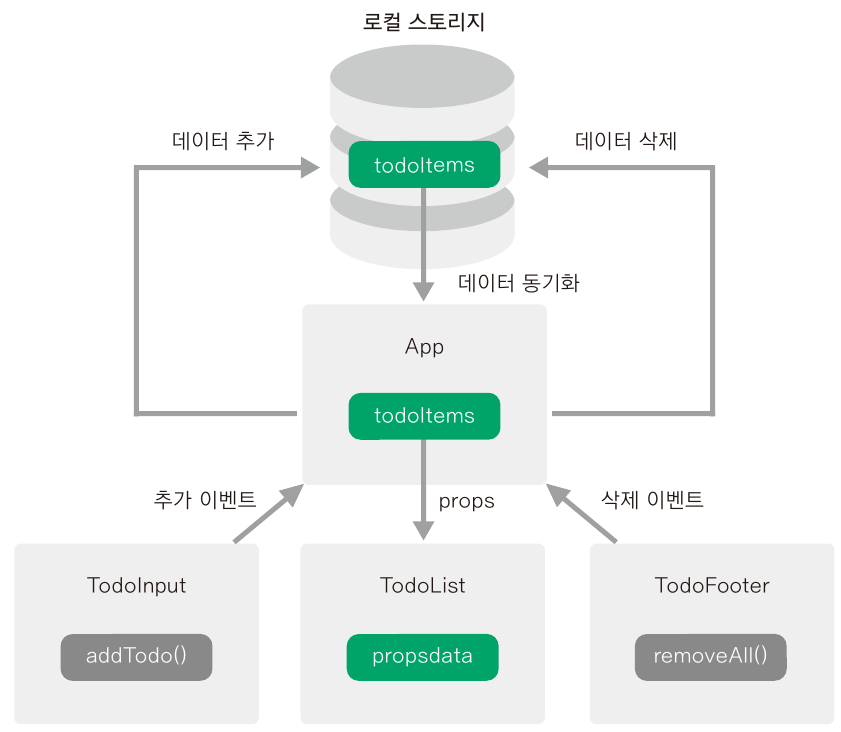 로컬 스토리지
데이터 추가
데이터 삭제
todoItems
데이터 동기화
App
todoItems
추가 이벤트
props
삭제 이벤트
TodoInput
TodoList
TodoFooter
addTodo()
propsdata
removeAll()